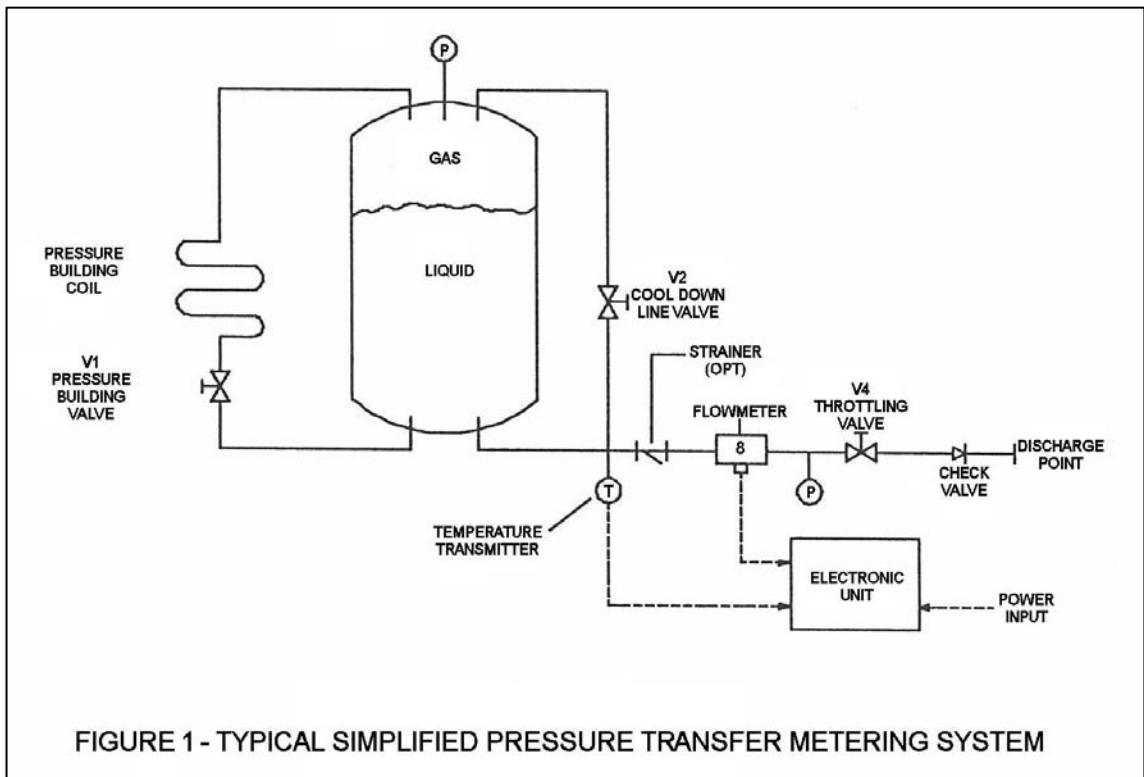 P
GAS
LIQUID
PRESSURE
BUILDING
COIL
V1
PRESSURE
BUILDING
VALVE
V2
COOL DOWN
LINE VALVE
STRAINER
(OPT)
FLOWMETER
8
V4
THROTTLING
VALVE
DISCHARGE
POINT
CHECK
VALVE
P
T
TEMPERATURE
TRANSMITTER
ELECTRONIC
UNIT
POWER
INPUT
FIGURE 1 - TYPICAL SIMPLIFIED PRESSURE TRANSFER METERING SYSTEM